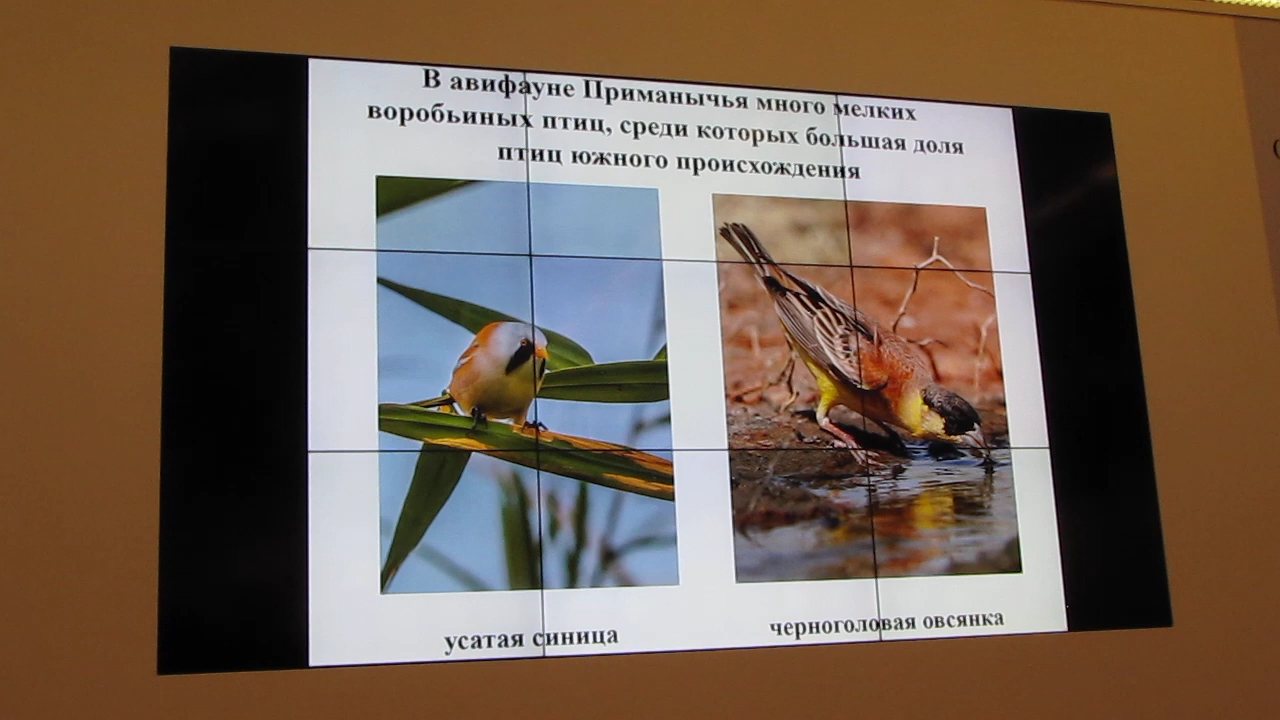 В авифауне Приманычья много мелких
воробьиных птиц, среди которых большая доля
птиц южного происхождения
усатая синица
черноголовая овсянка